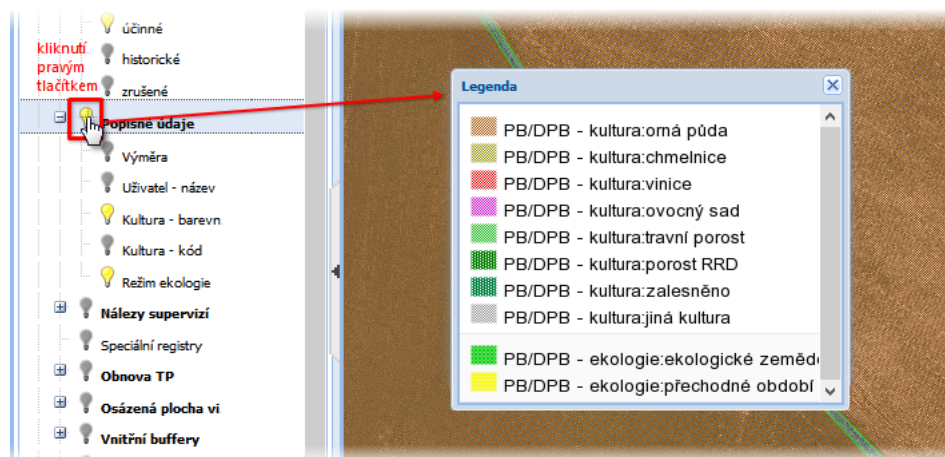 účinné
kliknutí
pravým
tlačítkem
historické
zrušené
Popisné údaje
Výměra
Uživatel - název
Kultura - barevn
Kultura - kód
Režim ekologie
Nálezy supervizí
Speciální registry
Obnova TP
Osázená plocha vi
Vnitřní buffery
Legenda
PB/DPB - kultura:orná půda
PB/DPB - kultura:chmelnice
PB/DPB - kultura:vinice
PB/DPB - kultura:ovocný sad
PB/DPB - kultura:travní porost
PB/DPB - kultura:porost RRD
PB/DPB - kultura:zalesněno
PB/DPB - kultura:jiná kultura
PB/DPB - ekologie:ekologické zeměd
PB/DPB - ekologie:přechodné období